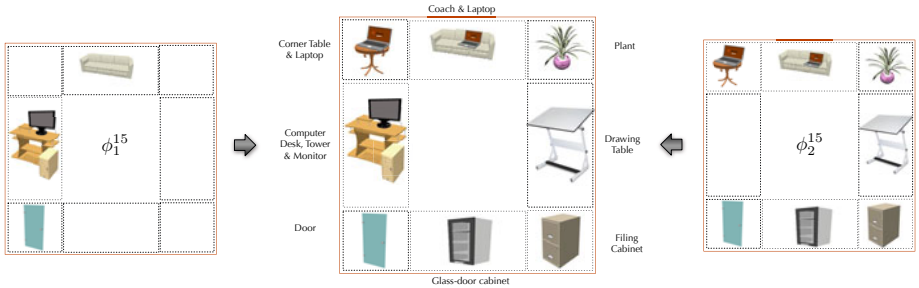 Coach & Laptop
Corner Table
& Laptop
Plant
ϕ₁¹⁵
Computer
Desk, Tower
& Monitor
Drawing
Table
ϕ₂¹⁵
Door
Filing
Cabinet
Glass-door cabinet